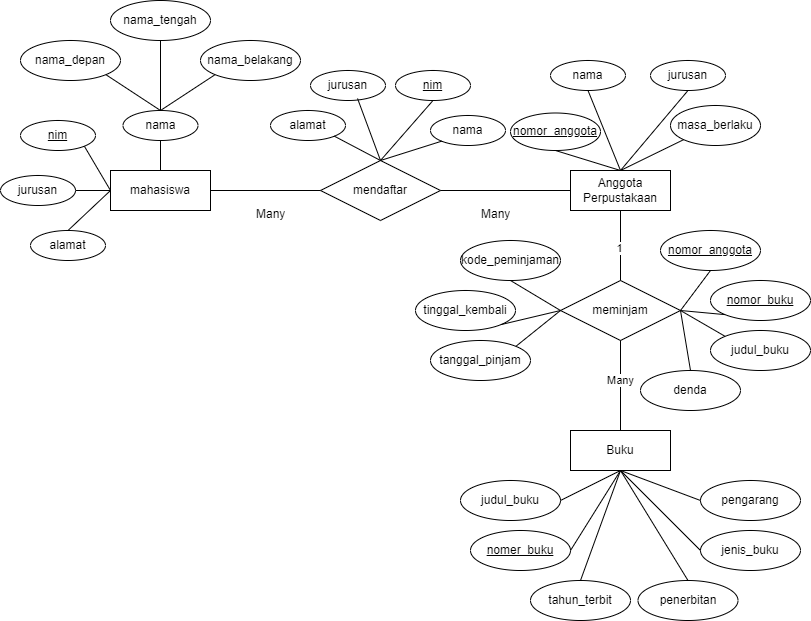 nama_tengah
nama_depan
nama_belakang
nama
nim
jurusan
alamat
mahasiswa
Many
jurusan
nim
alamat
nama
mendaftar
Many
nama
jurusan
nomor_anggota
masa_berlaku
Anggota
Perpustakaan
1
kode_peminjaman
tinggal_kembali
tanggal_pinjam
meminjam
nomor_anggota
nomor_buku
judul_buku
denda
Many
Buku
judul_buku
nomer_buku
tahun_terbit
penerbitan
jenis_buku
pengarang